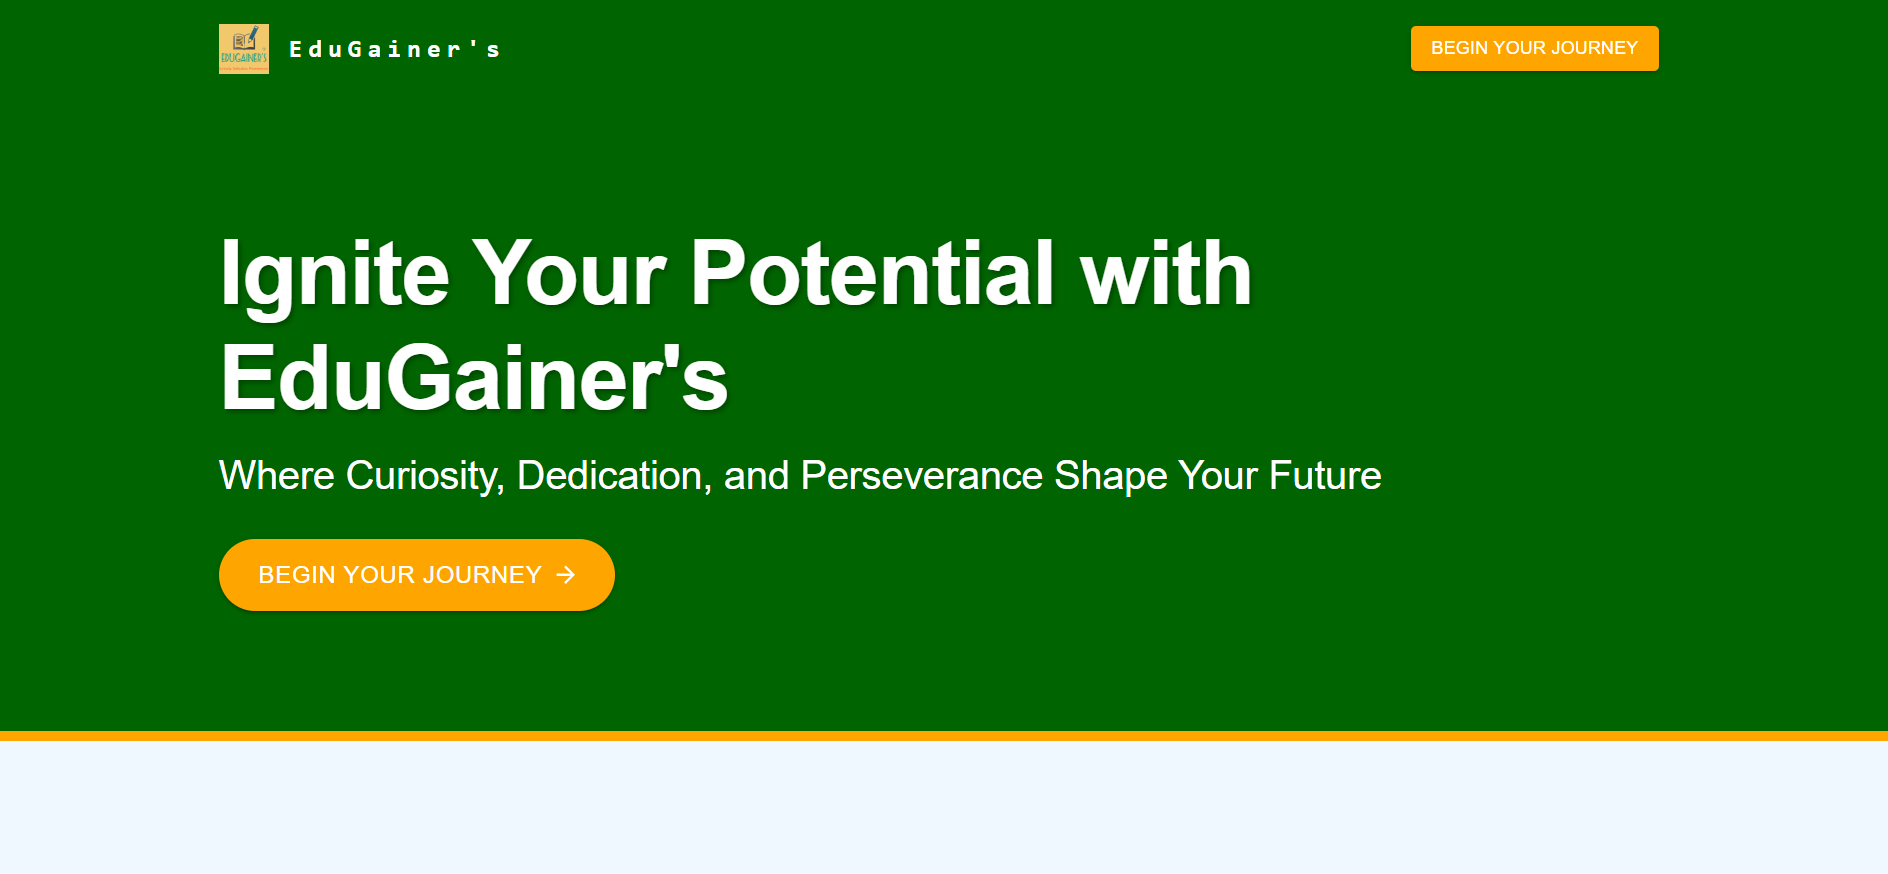 EDUGAINER'S
EduGainer's
BEGIN YOUR JOURNEY
Ignite Your Potential with
EduGainer's
Where Curiosity, Dedication, and Perseverance Shape Your Future
BEGIN YOUR JOURNEY